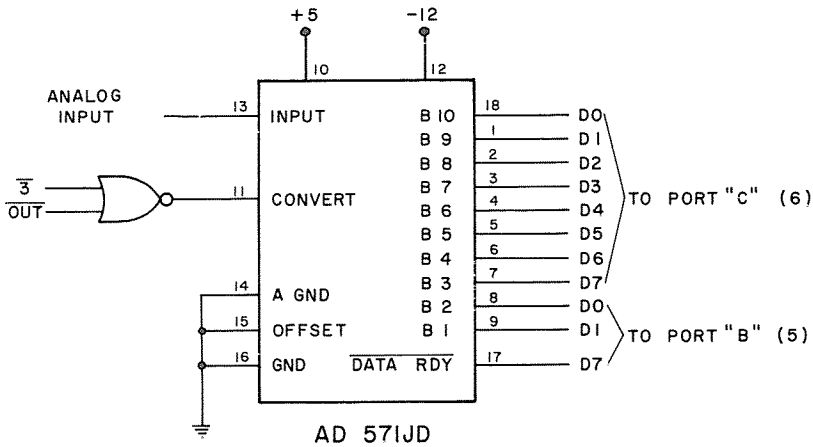 +5
-12
10
12
ANALOG
INPUT
13
INPUT
3
OUT
11
CONVERT
14
A GND
15
OFFSET
16
GND
B 10
18
D0
B 9
1
D1
B 8
2
D2
B 7
3
D3
B 6
4
D4
B 5
5
D5
B 4
6
D6
B 3
7
D7
TO PORT "C" (6)
B 2
8
D0
B 1
9
D1
DATA RDY
17
D7
TO PORT "B" (5)
AD 571JD